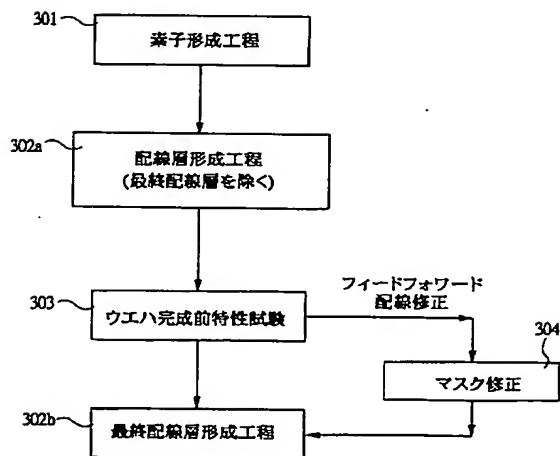 301
素子形成工程
302a
配線層形成工程
(最終配線層を除く)
303
ウエハ完成前特性試験
フィードフォワード
配線修正
304
マスク修正
302b
最終配線層形成工程